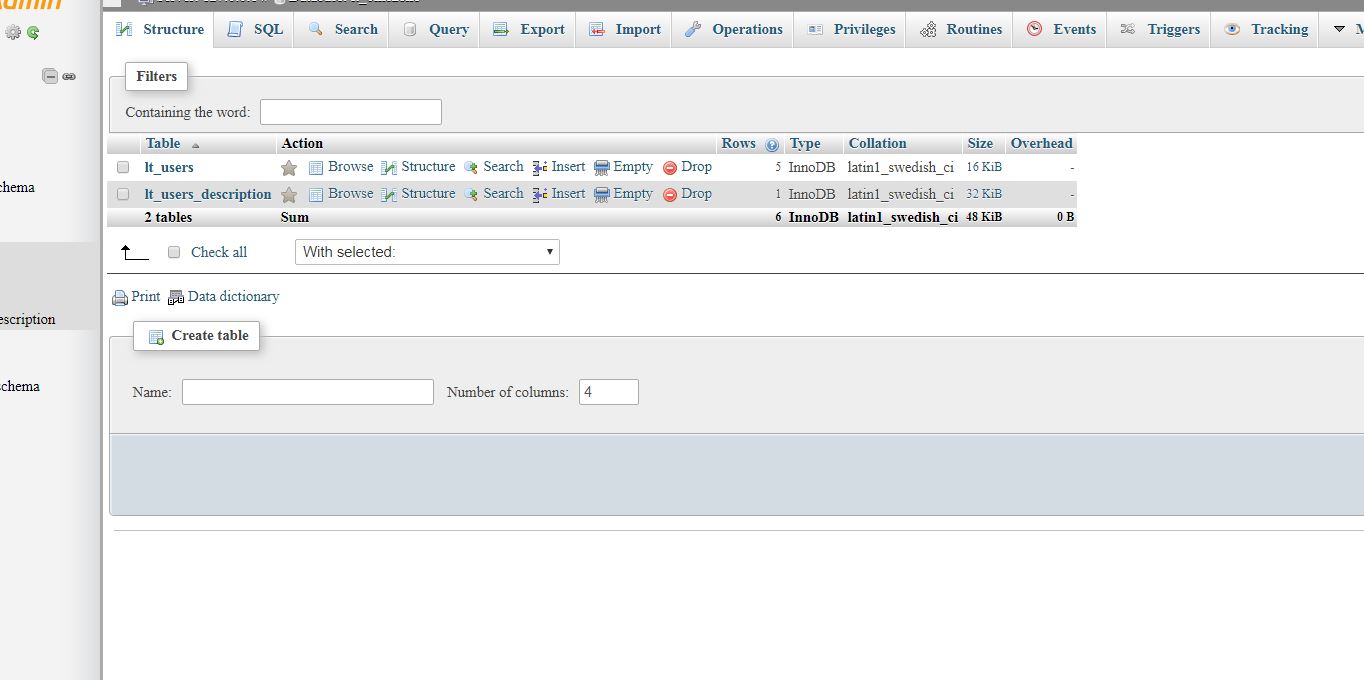 Structure SQL Search Query Export Import Operations Privileges Routines Events Triggers Tracking
Filters
Containing the word:
Table Action Rows Type Collation Size Overhead
lt_users Browse Structure Search Insert Empty Drop 5 InnoDB latin1_swedish_ci 16 KiB -
lt_users_description Browse Structure Search Insert Empty Drop 1 InnoDB latin1_swedish_ci 32 KiB -
2 tables Sum 6 InnoDB latin1_swedish_ci 48 KiB 0 B
Check all With selected:
Print Data dictionary
Create table
Name: Number of columns: 4
chema
escription
chema